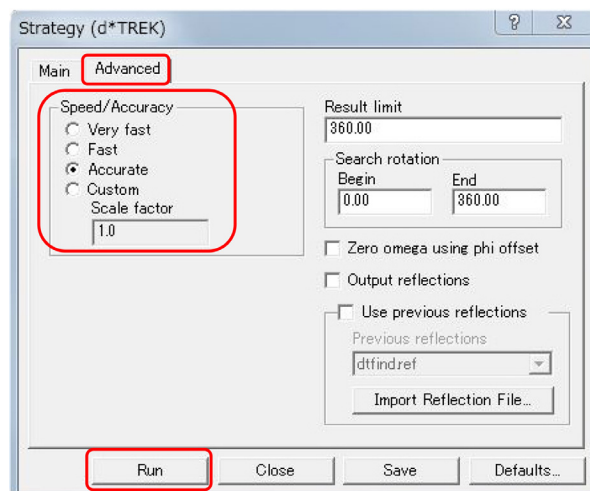 Strategy (d*TREK)
Main
Advanced
Speed/Accuracy
Very fast
Fast
Accurate
Custom
Scale factor
1.0
Result limit
360.00
Search rotation
Begin
End
0.00
360.00
Zero omega using phi offset
Output reflections
Use previous reflections
Previous reflections
dtfind.ref
Import Reflection File...
Run
Close
Save
Defaults...